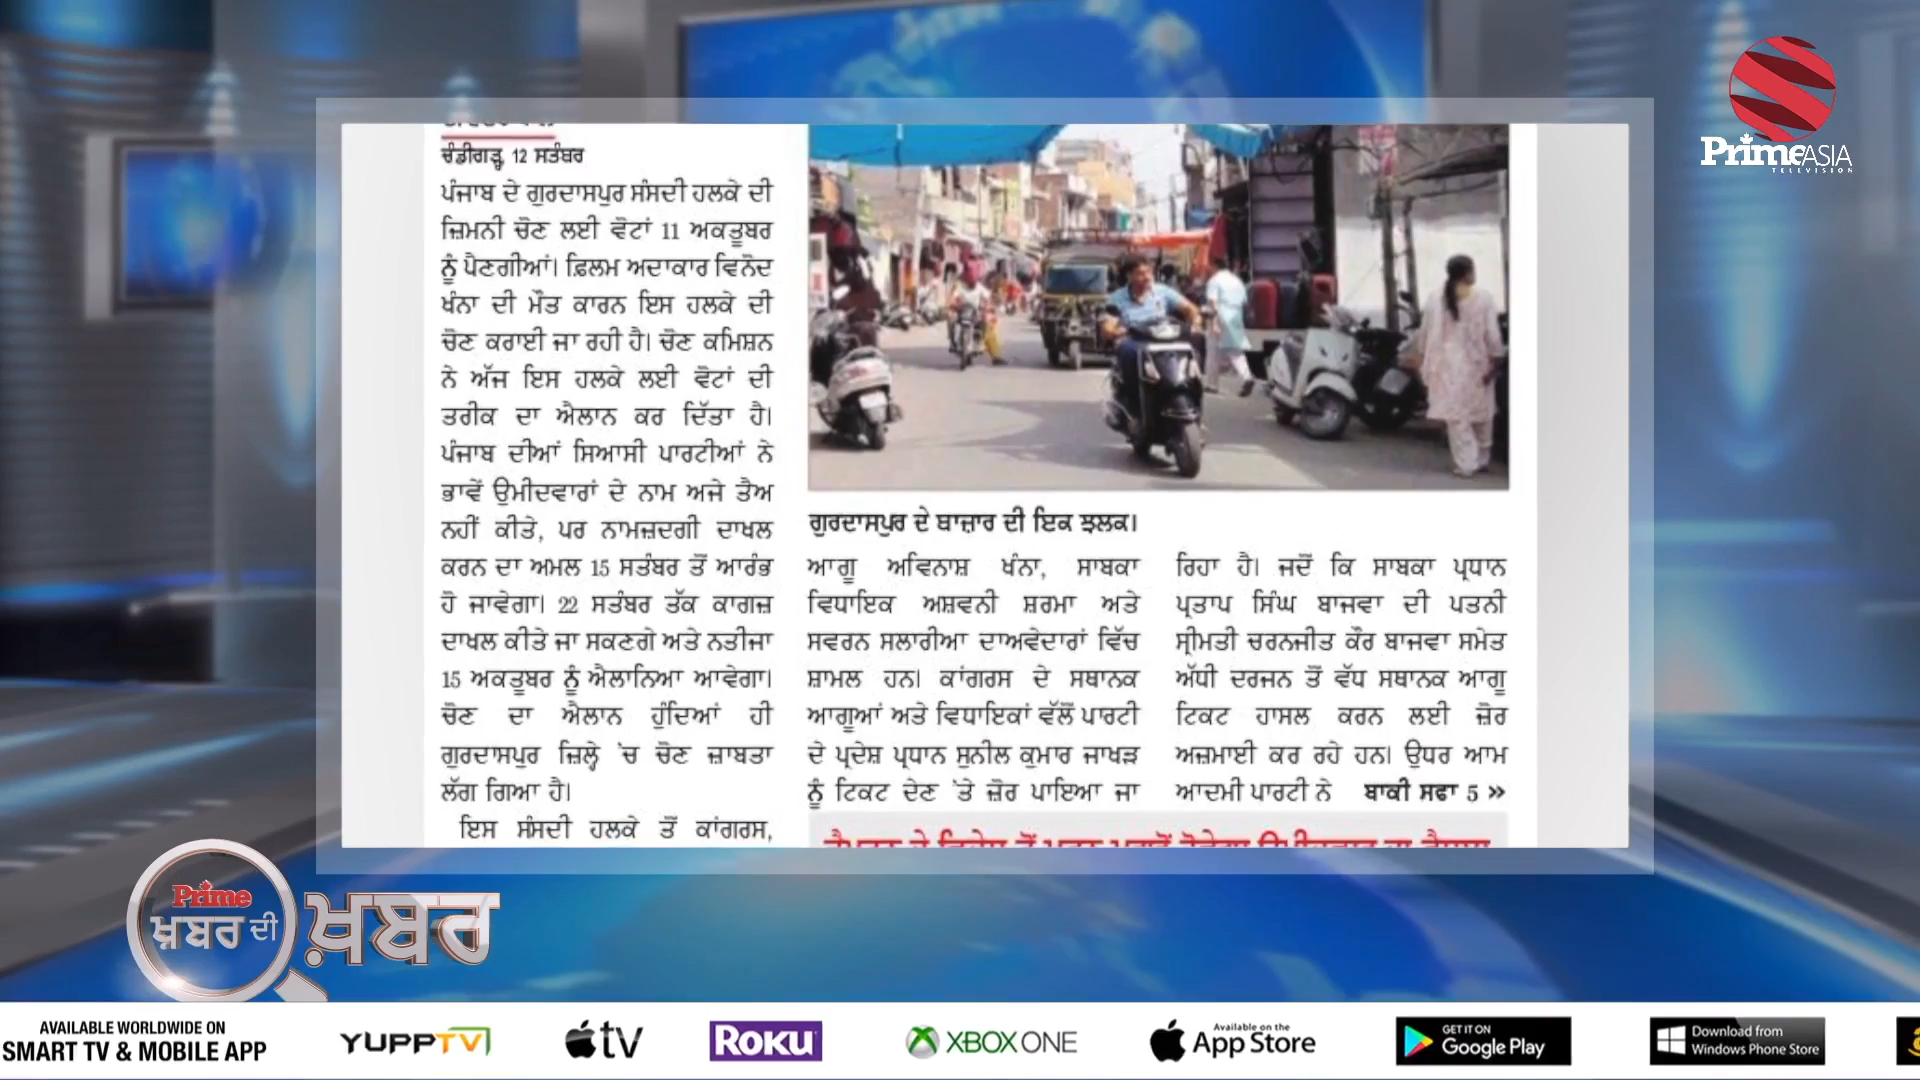 Prime ASIA
TELEVISION
ਚੰਡੀਗੜ੍ਹ, 12 ਸਤੰਬਰ
ਪੰਜਾਬ ਦੇ ਗੁਰਦਾਸਪੁਰ ਸੰਸਦੀ ਹਲਕੇ ਦੀ
ਜ਼ਿਮਨੀ ਚੋਣ ਲਈ ਵੋਟਾਂ 11 ਅਕਤੂਬਰ
ਨੂੰ ਪੈਣਗੀਆਂ। ਫ਼ਿਲਮ ਅਦਾਕਾਰ ਵਿਨੋਦ
ਖੰਨਾ ਦੀ ਮੌਤ ਕਾਰਨ ਇਸ ਹਲਕੇ ਦੀ
ਚੋਣ ਕਰਾਈ ਜਾ ਰਹੀ ਹੈ। ਚੋਣ ਕਮਿਸ਼ਨ
ਨੇ ਅੱਜ ਇਸ ਹਲਕੇ ਲਈ ਵੋਟਾਂ ਦੀ
ਤਰੀਕ ਦਾ ਐਲਾਨ ਕਰ ਦਿੱਤਾ ਹੈ।
ਪੰਜਾਬ ਦੀਆਂ ਸਿਆਸੀ ਪਾਰਟੀਆਂ ਨੇ
ਭਾਵੇਂ ਉਮੀਦਵਾਰਾਂ ਦੇ ਨਾਮ ਅਜੇ ਤੈਅ
ਨਹੀਂ ਕੀਤੇ, ਪਰ ਨਾਮਜ਼ਦਗੀ ਦਾਖਲ
ਕਰਨ ਦਾ ਅਮਲ 15 ਸਤੰਬਰ ਤੋਂ ਆਰੰਭ
ਹੋ ਜਾਵੇਗਾ। 22 ਸਤੰਬਰ ਤੱਕ ਕਾਗਜ਼
ਦਾਖਲ ਕੀਤੇ ਜਾ ਸਕਣਗੇ ਅਤੇ ਨਤੀਜਾ
15 ਅਕਤੂਬਰ ਨੂੰ ਐਲਾਨਿਆ ਆਵੇਗਾ।
ਚੋਣ ਦਾ ਐਲਾਨ ਹੁੰਦਿਆਂ ਹੀ
ਗੁਰਦਾਸਪੁਰ ਜ਼ਿਲ੍ਹੇ 'ਚ ਚੋਣ ਜ਼ਾਬਤਾ
ਲੱਗ ਗਿਆ ਹੈ।
ਇਸ ਸੰਸਦੀ ਹਲਕੇ ਤੋਂ ਕਾਂਗਰਸ,
ਗੁਰਦਾਸਪੁਰ ਦੇ ਬਾਜ਼ਾਰ ਦੀ ਇਕ ਝਲਕ।
ਆਗੂ ਅਵਿਨਾਸ਼ ਖੰਨਾ, ਸਾਬਕਾ
ਵਿਧਾਇਕ ਅਸ਼ਵਨੀ ਸ਼ਰਮਾ ਅਤੇ
ਸਵਰਨ ਸਲਾਰੀਆ ਦਾਅਵੇਦਾਰਾਂ ਵਿੱਚ
ਸ਼ਾਮਲ ਹਨ। ਕਾਂਗਰਸ ਦੇ ਸਥਾਨਕ
ਆਗੂਆਂ ਅਤੇ ਵਿਧਾਇਕਾਂ ਵੱਲੋਂ ਪਾਰਟੀ
ਦੇ ਪ੍ਰਦੇਸ਼ ਪ੍ਰਧਾਨ ਸੁਨੀਲ ਕੁਮਾਰ ਜਾਖੜ
ਨੂੰ ਟਿਕਟ ਦੇਣ 'ਤੇ ਜ਼ੋਰ ਪਾਇਆ ਜਾ
ਰਿਹਾ ਹੈ। ਜਦੋਂ ਕਿ ਸਾਬਕਾ ਪ੍ਰਧਾਨ
ਪ੍ਰਤਾਪ ਸਿੰਘ ਬਾਜਵਾ ਦੀ ਪਤਨੀ
ਸ੍ਰੀਮਤੀ ਚਰਨਜੀਤ ਕੌਰ ਬਾਜਵਾ ਸਮੇਤ
ਅੱਧੀ ਦਰਜਨ ਤੋਂ ਵੱਧ ਸਥਾਨਕ ਆਗੂ
ਟਿਕਟ ਹਾਸਲ ਕਰਨ ਲਈ ਜ਼ੋਰ
ਅਜ਼ਮਾਈ ਕਰ ਰਹੇ ਹਨ। ਉਧਰ ਆਮ
ਆਦਮੀ ਪਾਰਟੀ ਨੇ ਬਾਕੀ ਸਫਾ 5 »
Prime
ਖ਼ਬਰ ਦੀ
ਖ਼ਬਰ
AVAILABLE WORLDWIDE ON
SMART TV & MOBILE APP
YUPPTV
tv
ROKU
XBOX ONE
Available on the
App Store
GET IT ON
Google Play
Download from
Windows Phone Store